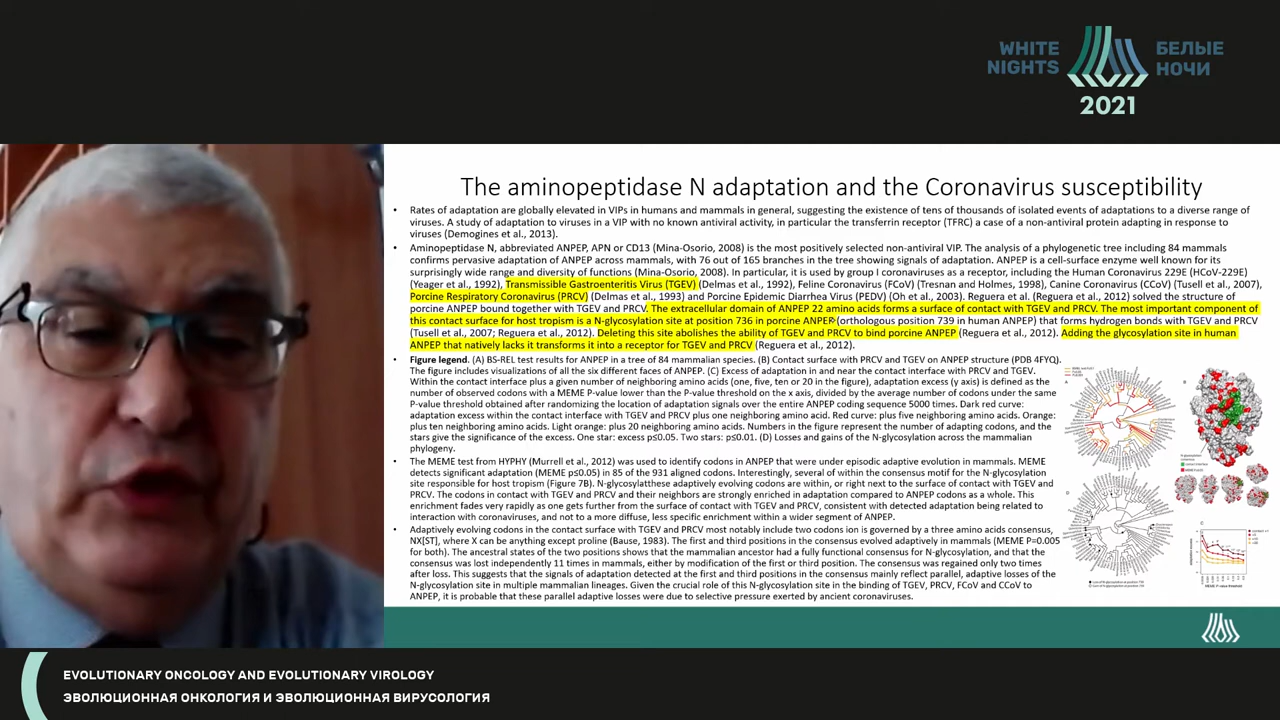 WHITE
NIGHTS
БЕЛЫЕ
НОЧИ
2021
The aminopeptidase N adaptation and the Coronavirus susceptibility
• Rates of adaptation are globally elevated in VIPs in humans and mammals in general, suggesting the existence of tens of thousands of isolated events of adaptations to a diverse range of
viruses. A study of adaptation to viruses in a VIP with no known antiviral activity, in particular the transferrin receptor (TFRC) a case of a non-antiviral protein adapting in response to
viruses (Demogines et al., 2013).
• Aminopeptidase N, abbreviated ANPEP, APN or CD13 (Mina-Osorio, 2008) is the most positively selected non-antiviral VIP. The analysis of a phylogenetic tree including 84 mammals
confirms pervasive adaptation of ANPEP across mammals, with 76 out of 165 branches in the tree showing signals of adaptation. ANPEP is a cell-surface enzyme well known for its
surprisingly wide range and diversity of functions (Mina-Osorio, 2008). In particular, it is used by group I coronaviruses as a receptor, including the Human Coronavirus 229E (HCoV-229E)
(Yeager et al., 1992), Transmissible Gastroenteritis Virus (TGEV) (Delmas et al., 1992), Feline Coronavirus (FCoV) (Tresnan and Holmes, 1998), Canine Coronavirus (CCoV) (Tusell et al., 2007),
Porcine Respiratory Coronavirus (PRCV) (Delmas et al., 1993) and Porcine Epidemic Diarrhea Virus (PEDV) (Oh et al., 2003). Reguera et al. (Reguera et al., 2012) solved the structure of
porcine ANPEP bound together with TGEV and PRCV. The extracellular domain of ANPEP 22 amino acids forms a surface of contact with TGEV and PRCV. The most important component of
this contact surface for host tropism is a N-glycosylation site at position 736 in porcine ANPEP (orthologous position 739 in human ANPEP) that forms hydrogen bonds with TGEV and PRCV
(Tusell et al., 2007; Reguera et al., 2012). Deleting this site abolishes the ability of TGEV and PRCV to bind porcine ANPEP (Reguera et al., 2012). Adding the glycosylation site in human
ANPEP that natively lacks it transforms it into a receptor for TGEV and PRCV (Reguera et al., 2012).
• Figure legend. (A) BS-REL test results for ANPEP in a tree of 84 mammalian species. (B) Contact surface with PRCV and TGEV on ANPEP structure (PDB 4FYQ).
The figure includes visualizations of all the six different faces of ANPEP. (C) Excess of adaptation in and near the contact interface with PRCV and TGEV.
Within the contact interface plus a given number of neighboring amino acids (one, five, ten or 20 in the figure), adaptation excess (y axis) is defined as the
number of observed codons with a MEME P-value lower than the P-value threshold on the x axis, divided by the average number of codons under the same
P-value threshold obtained after randomizing the location of adaptation signals over the entire ANPEP coding sequence 5000 times. Dark red curve:
adaptation excess within the contact interface with TGEV and PRCV plus one neighboring amino acid. Red curve: plus five neighboring amino acids. Orange:
plus ten neighboring amino acids. Light orange: plus 20 neighboring amino acids. Numbers in the figure represent the number of adapting codons, and the
stars give the significance of the excess. One star: excess p≤0.05. Two stars: p≤0.01. (D) Losses and gains of the N-glycosylation across the mammalian
phylogeny.
• The MEME test from HYPHY (Murrell et al., 2012) was used to identify codons in ANPEP that were under episodic adaptive evolution in mammals. MEME
detects significant adaptation (MEME p≤0.05) in 85 of the 931 aligned codons. Interestingly, several of within the consensus motif for the N-glycosylation
site responsible for host tropism (Figure 7B). N-glycosylatthese adaptively evolving codons are within, or right next to the surface of contact with TGEV and
PRCV. The codons in contact with TGEV and PRCV and their neighbors are strongly enriched in adaptation compared to ANPEP codons as a whole. This
enrichment fades very rapidly as one gets further from the surface of contact with TGEV and PRCV, consistent with detected adaptation being related to
interaction with coronaviruses, and not to a more diffuse, less specific enrichment within a wider segment of ANPEP.
• Adaptively evolving codons in the contact surface with TGEV and PRCV most notably include two codons ion is governed by a three amino acids consensus,
NX[ST], where X can be anything except proline (Bause, 1983). The first and third positions in the consensus evolved adaptively in mammals (MEME P=0.005
for both). The ancestral states of the two positions shows that the mammalian ancestor had a fully functional consensus for N-glycosylation, and that the
consensus was lost independently 11 times in mammals, either by modification of the first or third position. The consensus was regained only two times
after loss. This suggests that the signals of adaptation detected at the first and third positions in the consensus mainly reflect parallel, adaptive losses of the
N-glycosylation site in multiple mammalian lineages. Given the crucial role of this N-glycosylation site in the binding of TGEV, PRCV, FCoV and CCoV to
ANPEP, it is probable that these parallel adaptive losses were due to selective pressure exerted by ancient coronaviruses.
EVOLUTIONARY ONCOLOGY AND EVOLUTIONARY VIROLOGY
ЭВОЛЮЦИОННАЯ ОНКОЛОГИЯ И ЭВОЛЮЦИОННАЯ ВИРУСОЛОГИЯ